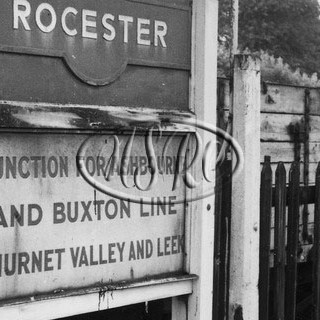 ROCESTER
UNCTION FOR ASHBOURNE
AND BUXTON LINE
HURNET VALLEY AND LEEK